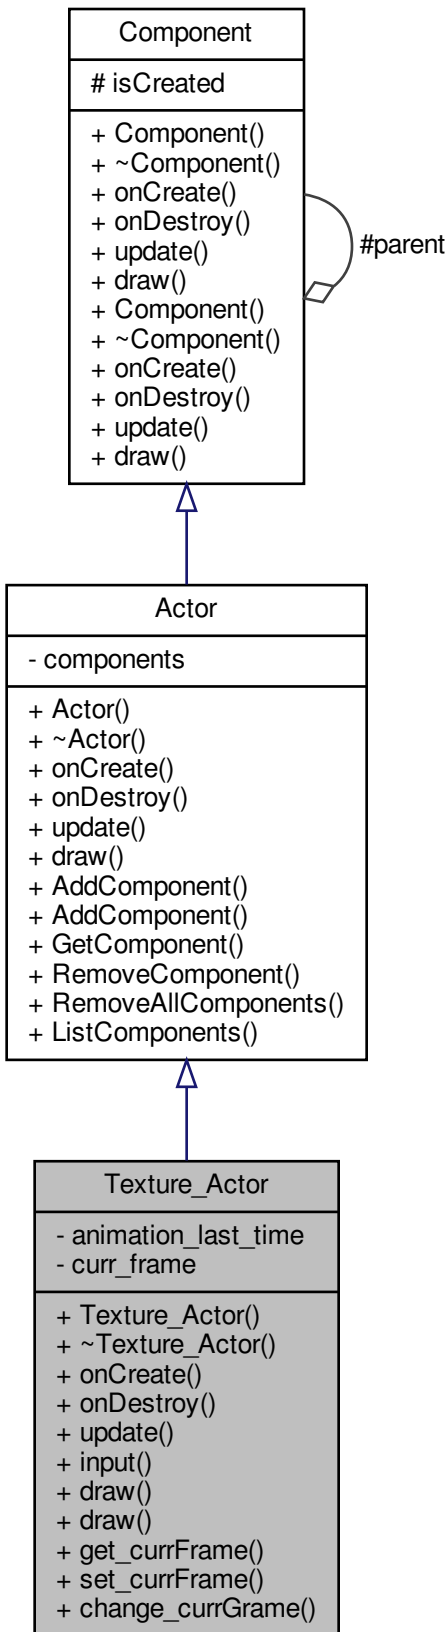 Component
# isCreated
+ Component()
+ ~Component()
+ onCreate()
+ onDestroy()
+ update()
+ draw()
+ Component()
+ ~Component()
+ onCreate()
+ onDestroy()
+ update()
+ draw()
#parent
Actor
- components
+ Actor()
+ ~Actor()
+ onCreate()
+ onDestroy()
+ update()
+ draw()
+ AddComponent()
+ AddComponent()
+ GetComponent()
+ RemoveComponent()
+ RemoveAllComponents()
+ ListComponents()
Texture_Actor
- animation_last_time
- curr_frame
+ Texture_Actor()
+ ~Texture_Actor()
+ onCreate()
+ onDestroy()
+ update()
+ input()
+ draw()
+ draw()
+ get_currFrame()
+ set_currFrame()
+ change_currGrame()